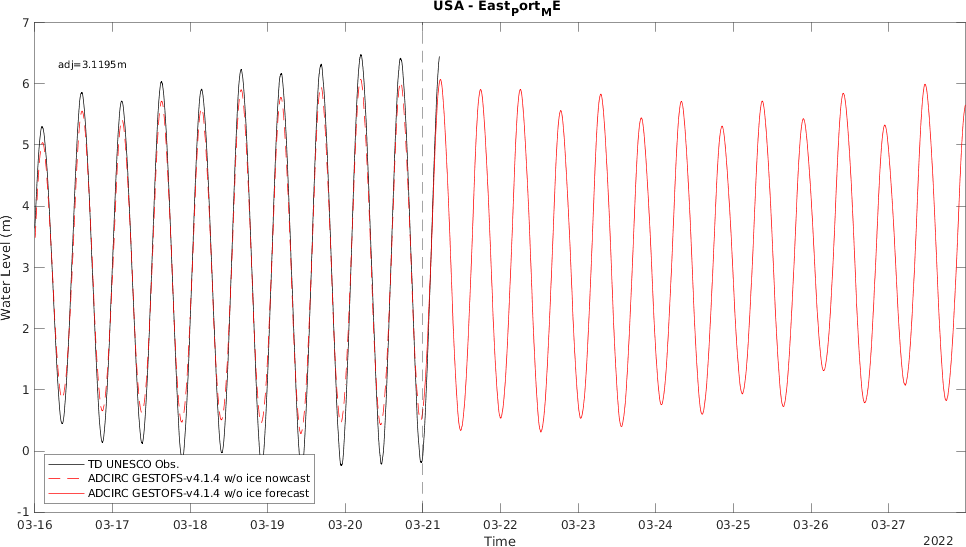 USA - EastPortME
7
adj=3.1195m
6
5
4
3
2
1
0
-1
Water Level (m)
TD UNESCO Obs.
ADCIRC GESTOFS-v4.1.4 w/o ice nowcast
ADCIRC GESTOFS-v4.1.4 w/o ice forecast
03-16 03-17 03-18 03-19 03-20 03-21 03-22 03-23 03-24 03-25 03-26 03-27
Time
2022